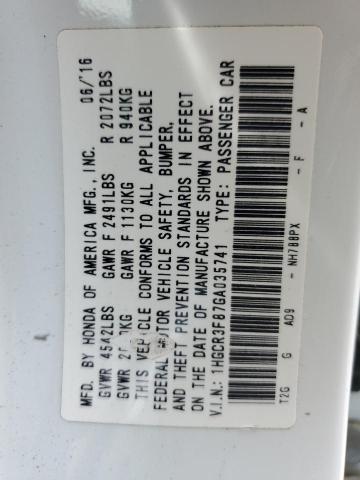 MFD. BY HONDA OF AMERICA MFG., INC. 06/16
GVWR 4542LBS GAWR F 2491LBS R 2072LBS
GVWR GAWR F 1130KG R 940KG
THIS VEHICLE CONFORMS TO ALL APPLICABLE
FEDERAL MOTOR VEHICLE SAFETY, BUMPER,
AND THEFT PREVENTION STANDARDS IN EFFECT
ON THE DATE OF MANUFACTURE SHOWN ABOVE.
V.I.N.: 1HGCR3F87GA035741 TYPE: PASSENGER CAR
T2G G AD9 - NH788PX - F - A